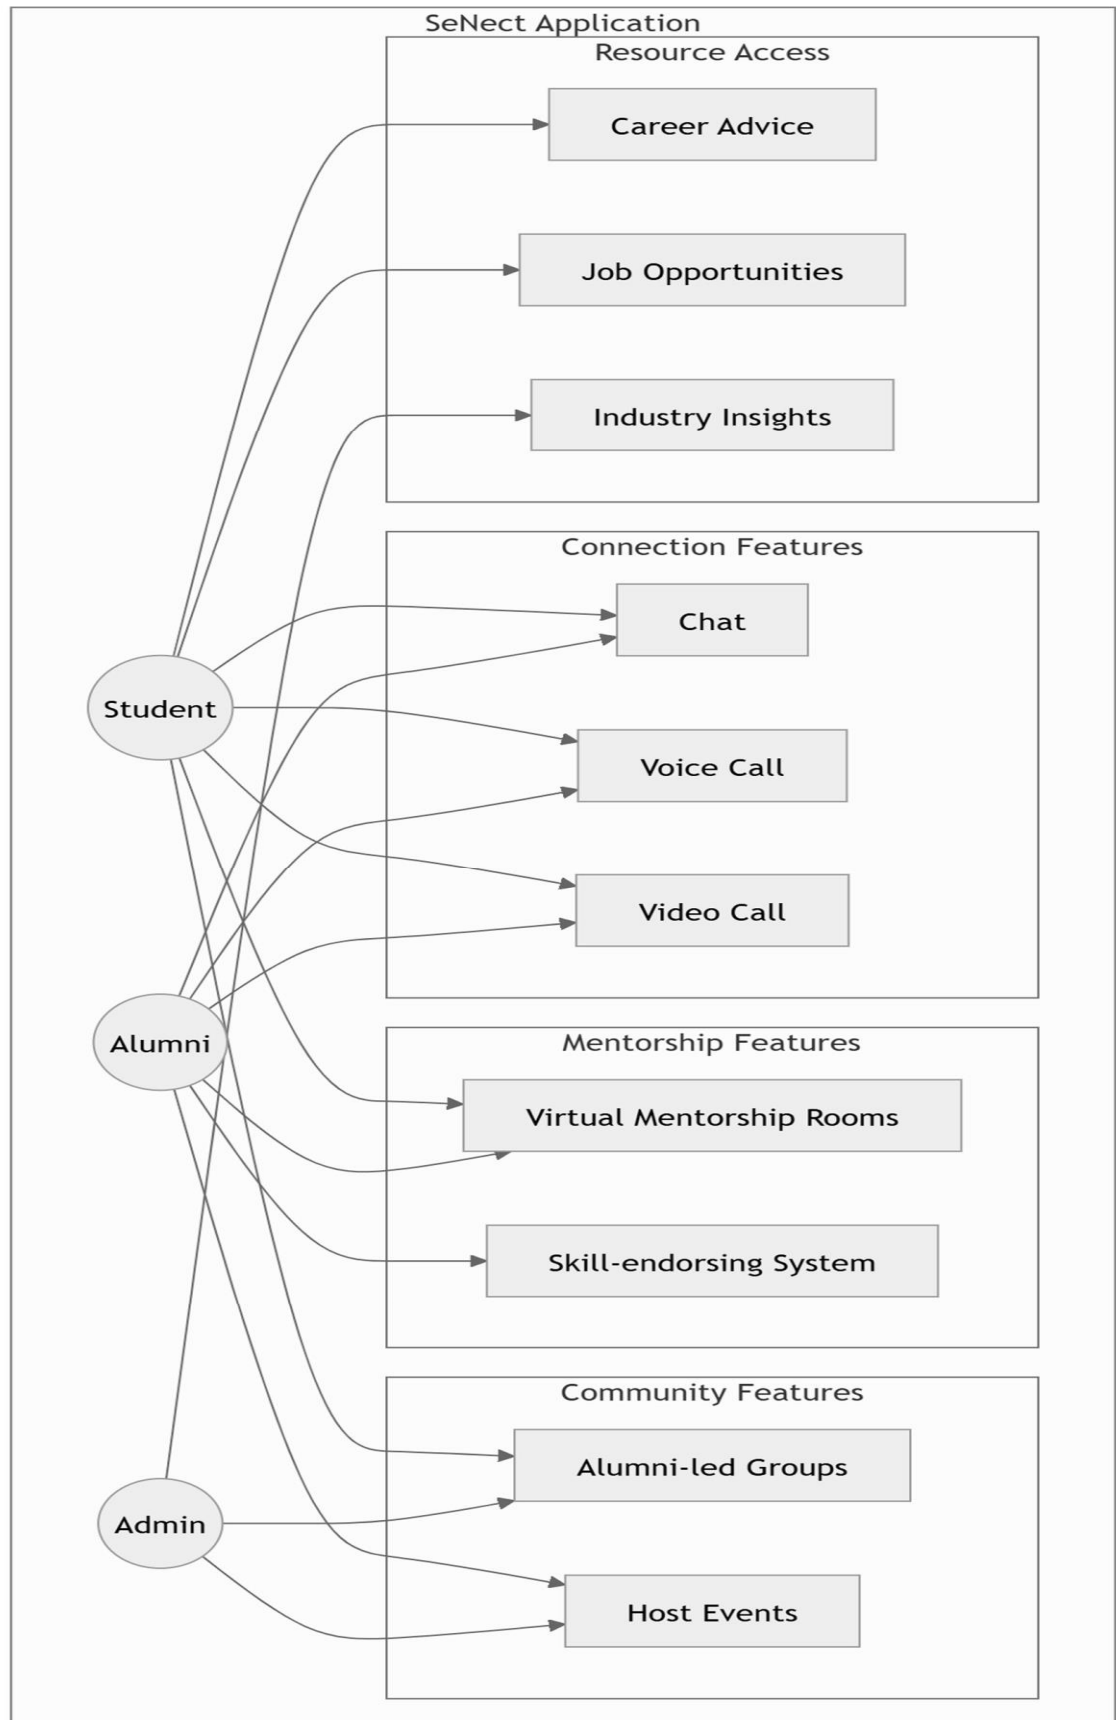 SeNect Application
Resource Access
Career Advice
Job Opportunities
Industry Insights
Connection Features
Chat
Student
Voice Call
Video Call
Alumni
Mentorship Features
Virtual Mentorship Rooms
Skill-endorsing System
Community Features
Alumni-led Groups
Admin
Host Events